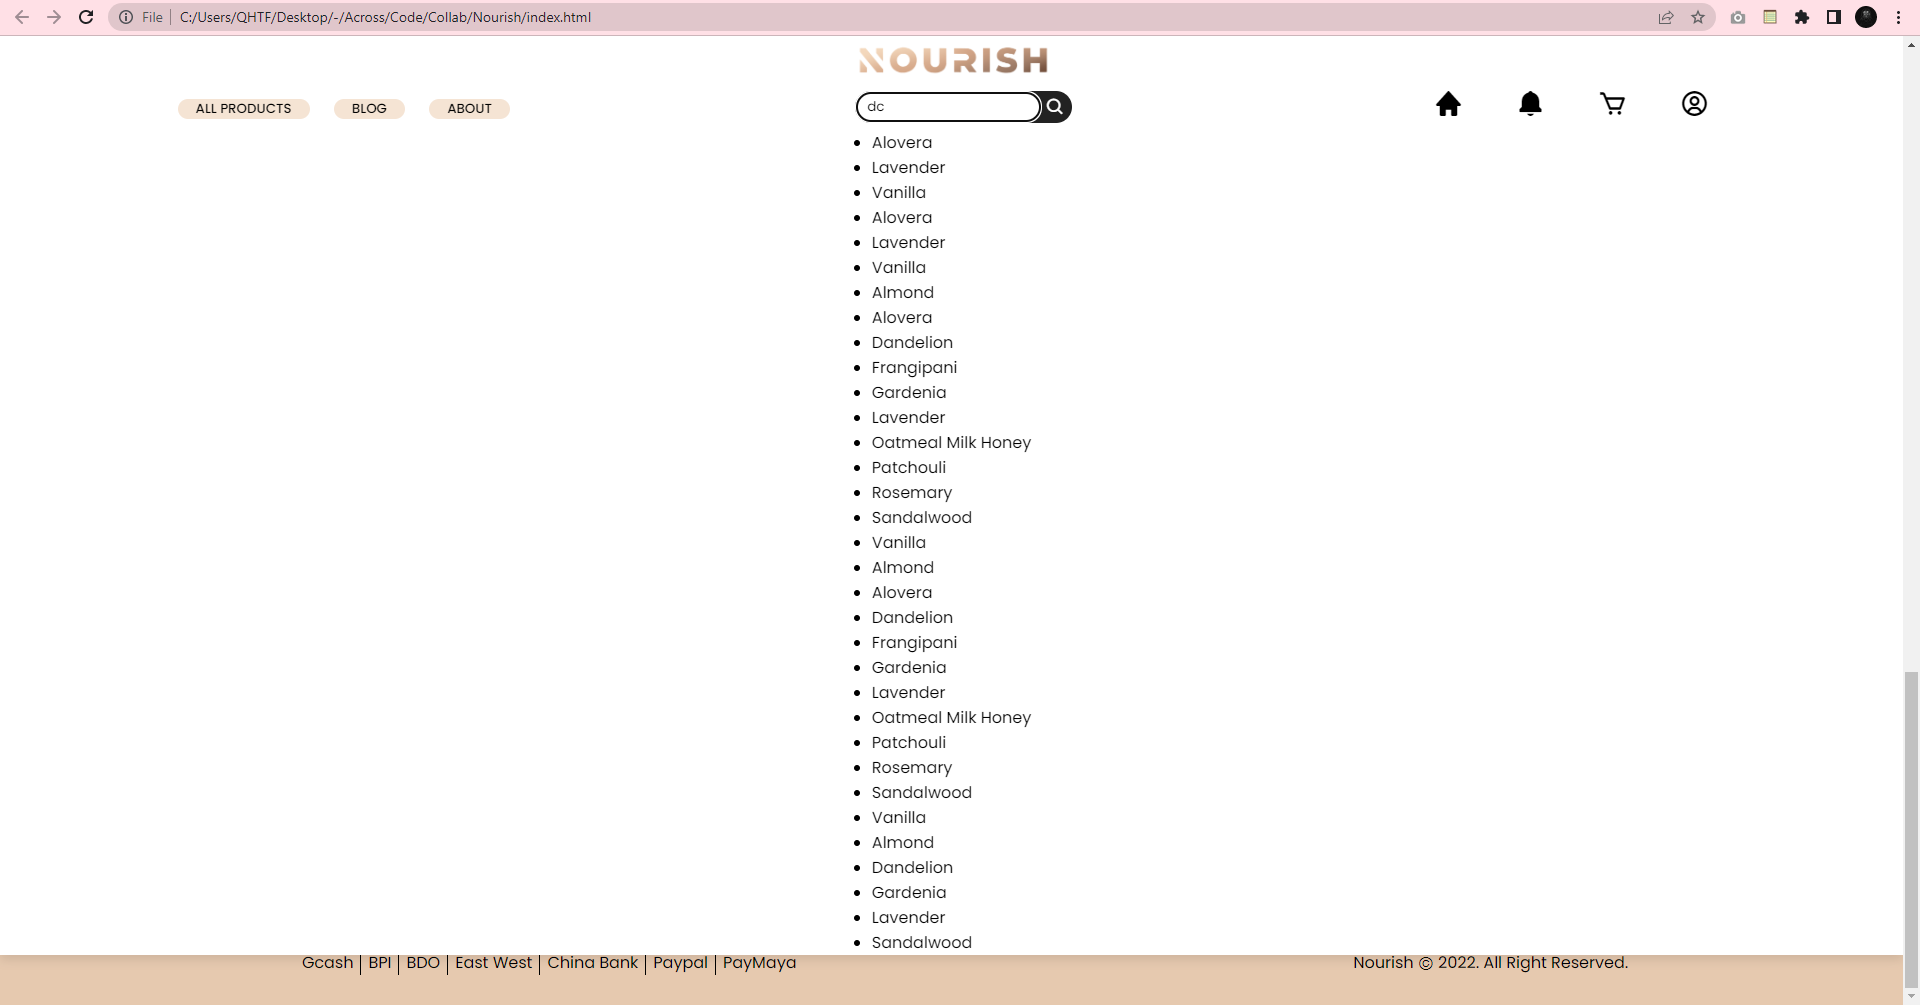 File | C:/Users/QHTF/Desktop/-/Across/Code/Collab/Nourish/index.html
NOURISH
ALL PRODUCTS BLOG ABOUT dc
Alovera
Lavender
Vanilla
Alovera
Lavender
Vanilla
Almond
Alovera
Dandelion
Frangipani
Gardenia
Lavender
Oatmeal Milk Honey
Patchouli
Rosemary
Sandalwood
Vanilla
Almond
Alovera
Dandelion
Frangipani
Gardenia
Lavender
Oatmeal Milk Honey
Patchouli
Rosemary
Sandalwood
Vanilla
Almond
Dandelion
Gardenia
Lavender
Sandalwood
Gcash | BPI | BDO | East West | China Bank | Paypal | PayMaya Nourish © 2022. All Right Reserved.